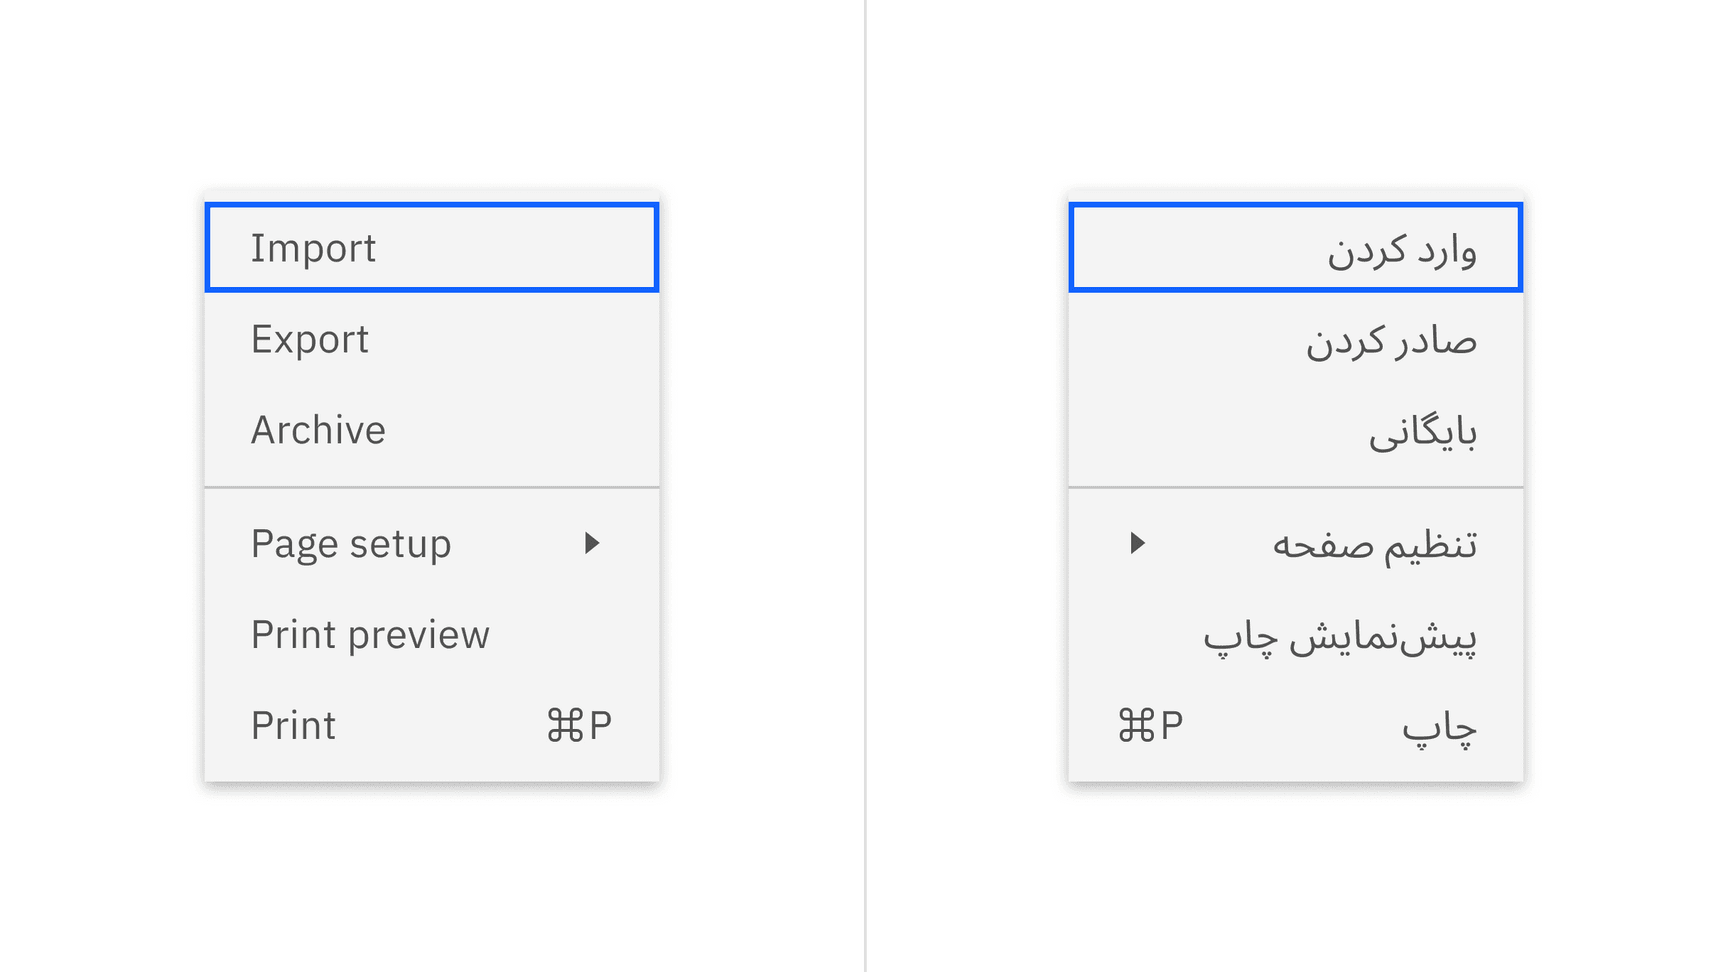 Import
Export
Archive
Page setup
Print preview
Print ⌘P
وارد کردن
صادر کردن
بایگانی
تنظیم صفحه
پیش‌نمایش چاپ
چاپ ⌘P